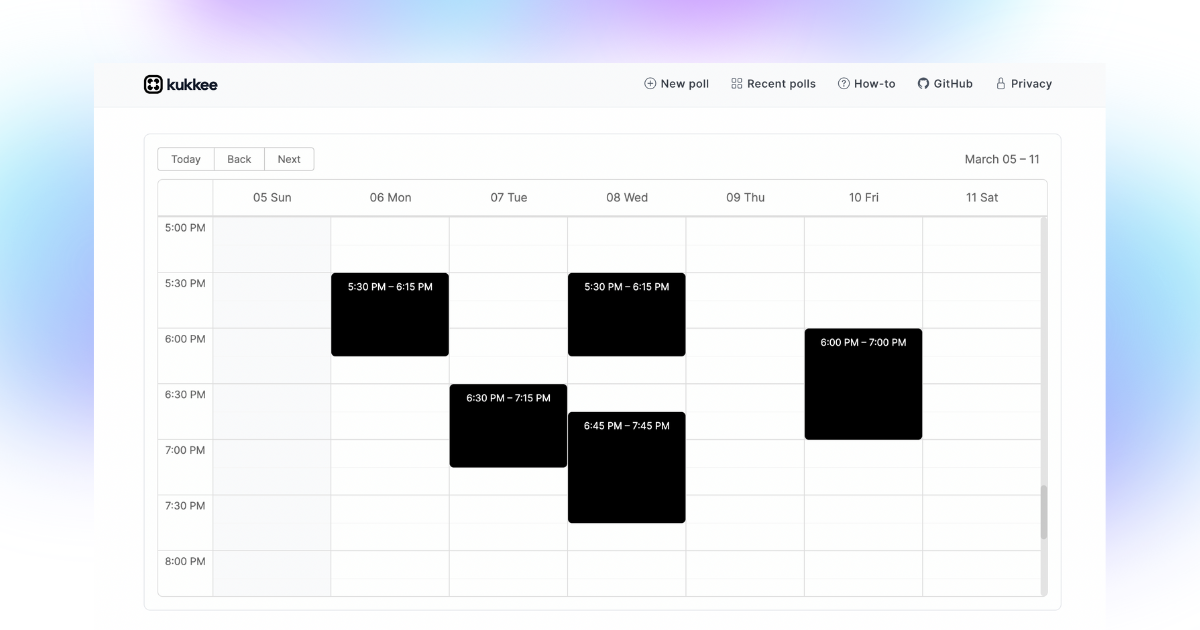 kukkee
New poll
Recent polls
How-to
GitHub
Privacy
Today
Back
Next
March 05 – 11
05 Sun
06 Mon
07 Tue
08 Wed
09 Thu
10 Fri
11 Sat
5:00 PM
5:30 PM
5:30 PM – 6:15 PM
5:30 PM – 6:15 PM
6:00 PM
6:00 PM – 7:00 PM
6:30 PM
6:30 PM – 7:15 PM
6:45 PM – 7:45 PM
7:00 PM
7:30 PM
8:00 PM